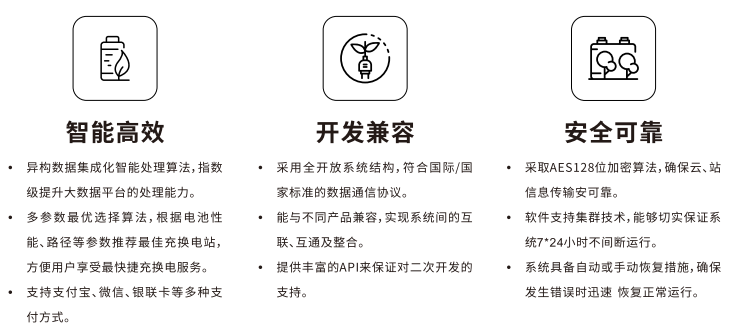 智能高效
• 异构数据集成化智能处理算法，指数
级提升大数据平台的处理能力。
• 多参数最优选择算法，根据电池性
能、路径等参数推荐最佳充换电站，
方便用户享受最快捷充换电服务。
• 支持支付宝、微信、银联卡等多种支
付方式。
开发兼容
• 采用全开放系统结构，符合国际/国
家标准的数据通信协议。
• 能与不同产品兼容，实现系统间的互
联、互通及整合。
• 提供丰富的API来保证对二次开发的
支持。
安全可靠
• 采取AES128位加密算法，确保云、站
信息传输安可靠。
• 软件支持集群技术，能够切实保证系
统7*24小时不间断运行。
• 系统具备自动或手动恢复措施，确保
发生错误时迅速 恢复正常运行。